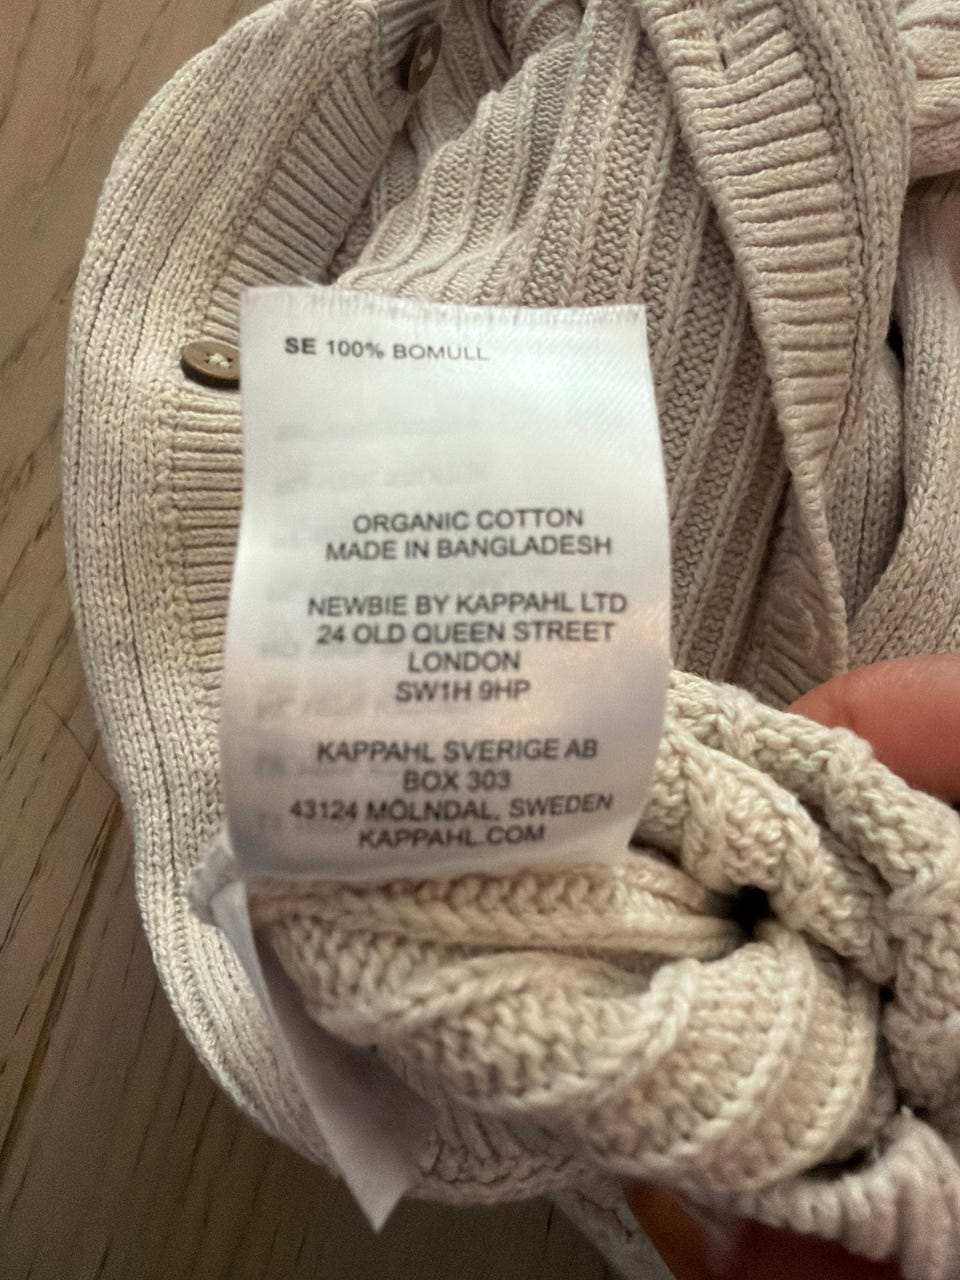 SE 100% BOMULL
ORGANIC COTTON
MADE IN BANGLADESH
NEWBIE BY KAPPAHL LTD
24 OLD QUEEN STREET
LONDON
SW1H 9HP
KAPPAHL SVERIGE AB
BOX 303
43124 MÖLNDAL, SWEDEN
KAPPAHL.COM